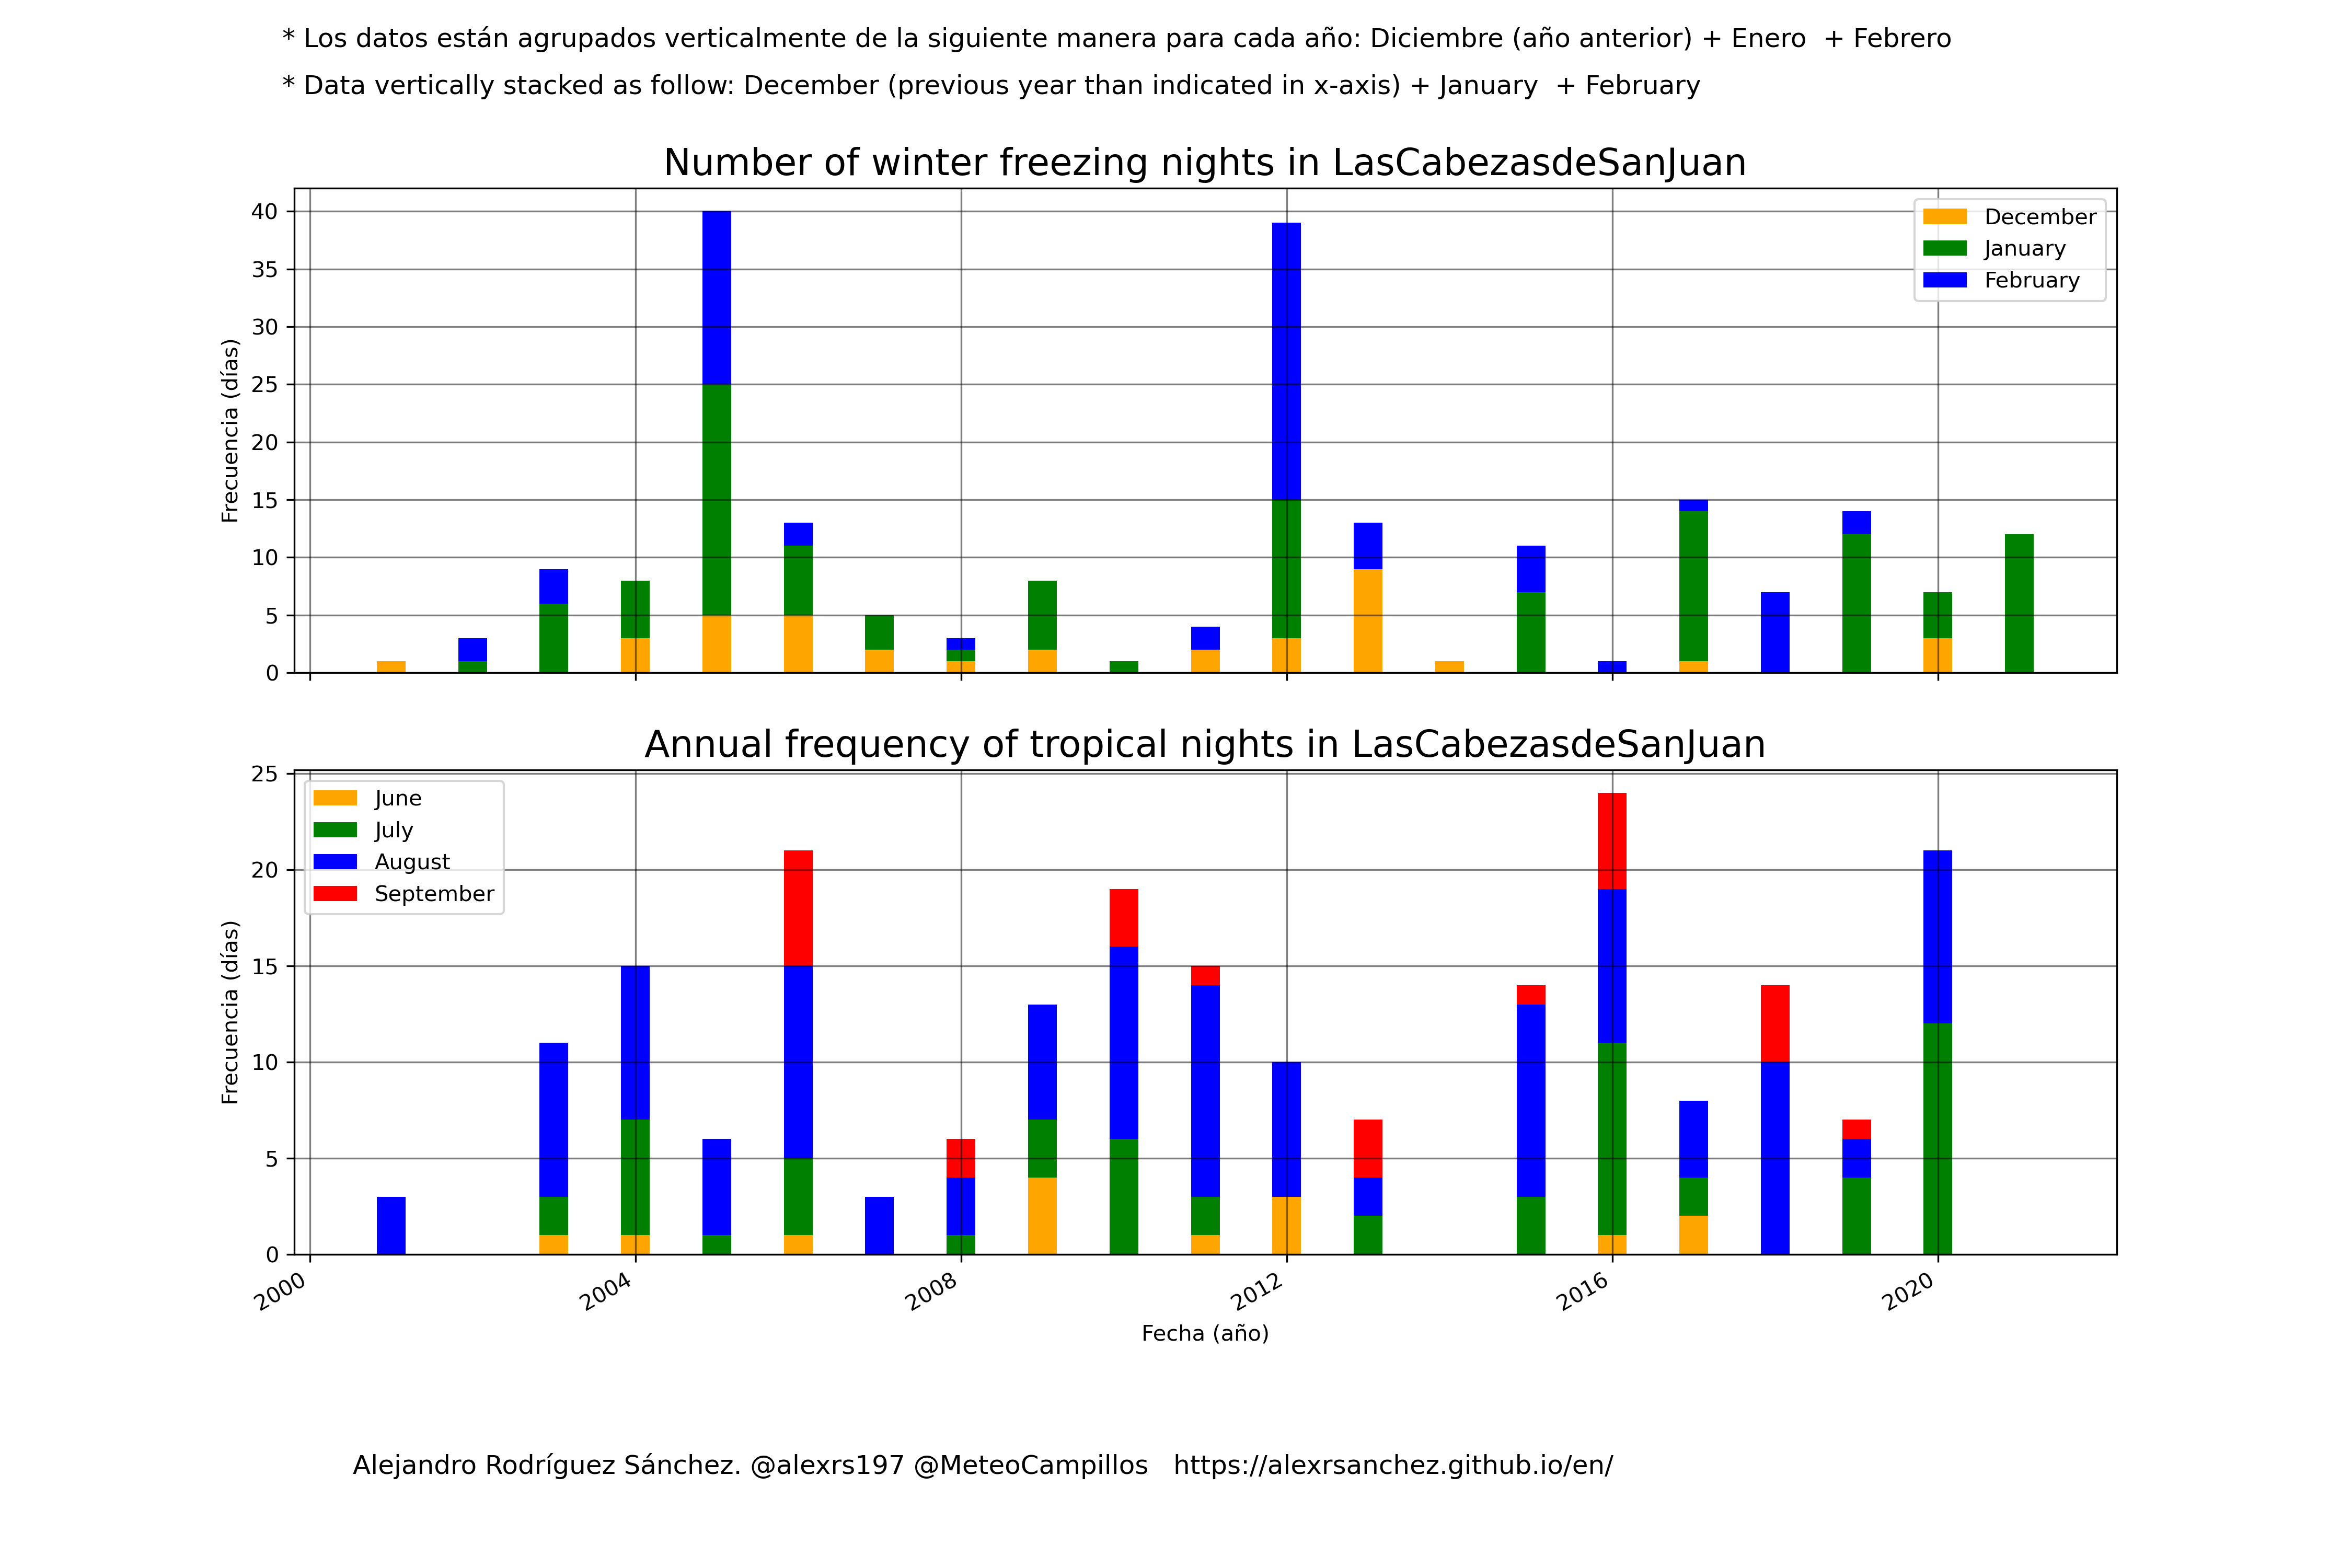 * Los datos están agrupados verticalmente de la siguiente manera para cada año: Diciembre (año anterior) + Enero  + Febrero
* Data vertically stacked as follow: December (previous year than indicated in x-axis) + January  + February
Number of winter freezing nights in LasCabezasdeSanJuan
40
35
30
25
20
15
10
5
0
Frecuencia (días)
December
January
February
Annual frequency of tropical nights in LasCabezasdeSanJuan
25
20
15
10
5
0
Frecuencia (días)
June
July
August
September
2000
2004
2008
2012
2016
2020
Fecha (año)
Alejandro Rodríguez Sánchez. @alexrs197 @MeteoCampillos   https://alexrsanchez.github.io/en/